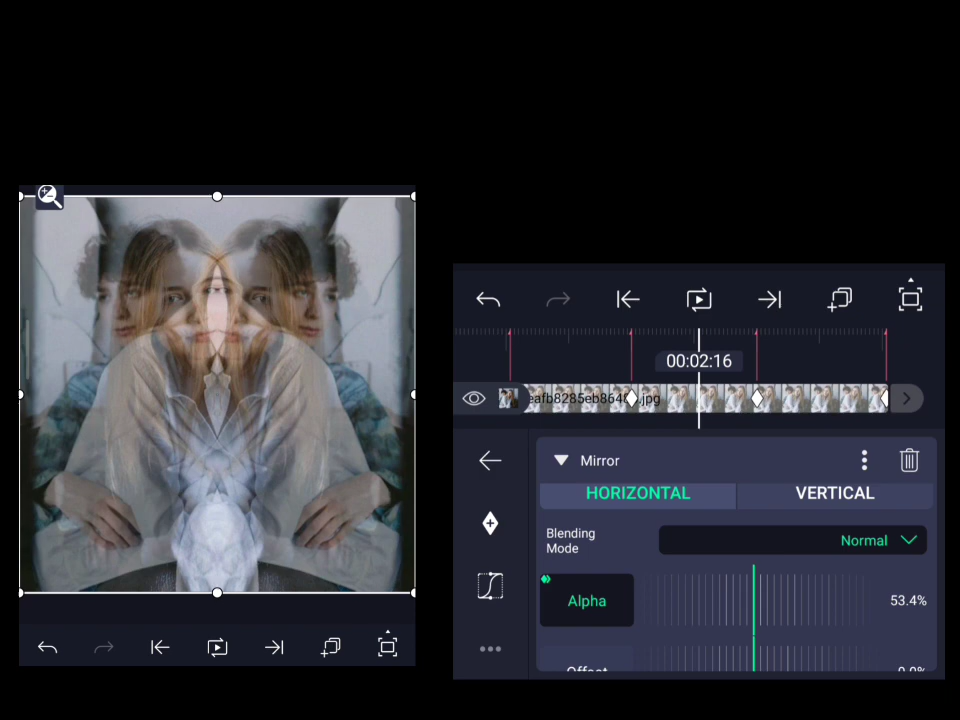 00:02:16
eafb8285eb864
.jpg
Mirror
HORIZONTAL
VERTICAL
Blending
Mode
Normal
Alpha
53.4%
Offset
0.0%